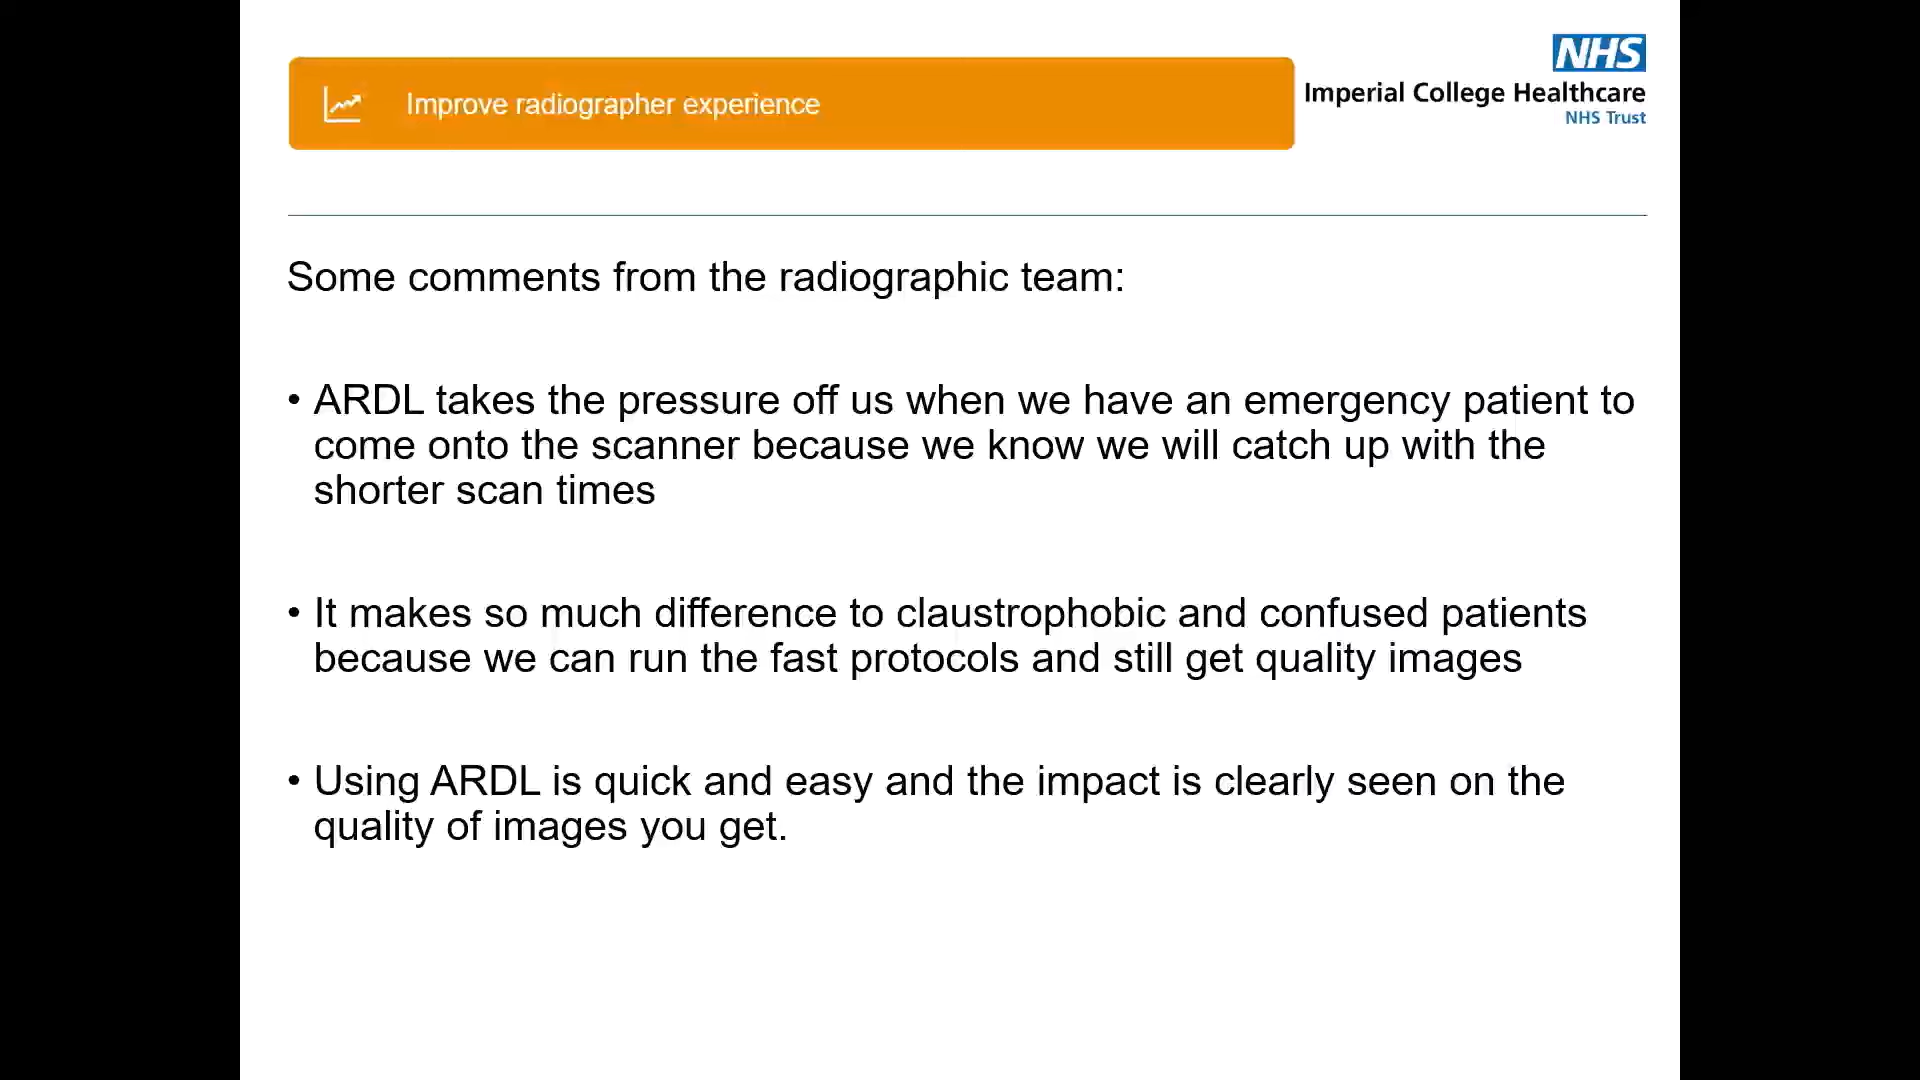 Improve radiographer experience
NHS
Imperial College Healthcare
NHS Trust
Some comments from the radiographic team:
• ARDL takes the pressure off us when we have an emergency patient to
come onto the scanner because we know we will catch up with the
shorter scan times
• It makes so much difference to claustrophobic and confused patients
because we can run the fast protocols and still get quality images
• Using ARDL is quick and easy and the impact is clearly seen on the
quality of images you get.